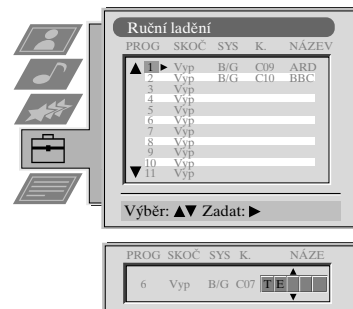 Ruční ladění
PROG SKOČ SYS K. NÁZEV
1 Vyp B/G C09 ARD
2 Vyp B/G C10 BBC
3 Vyp
4 Vyp
5 Vyp
6 Vyp
7 Vyp
8 Vyp
9 Vyp
10 Vyp
11 Vyp
Výběr: Zadat:
PROG SKOČ SYS K. NÁZE
6 Vyp B/G C07 T E